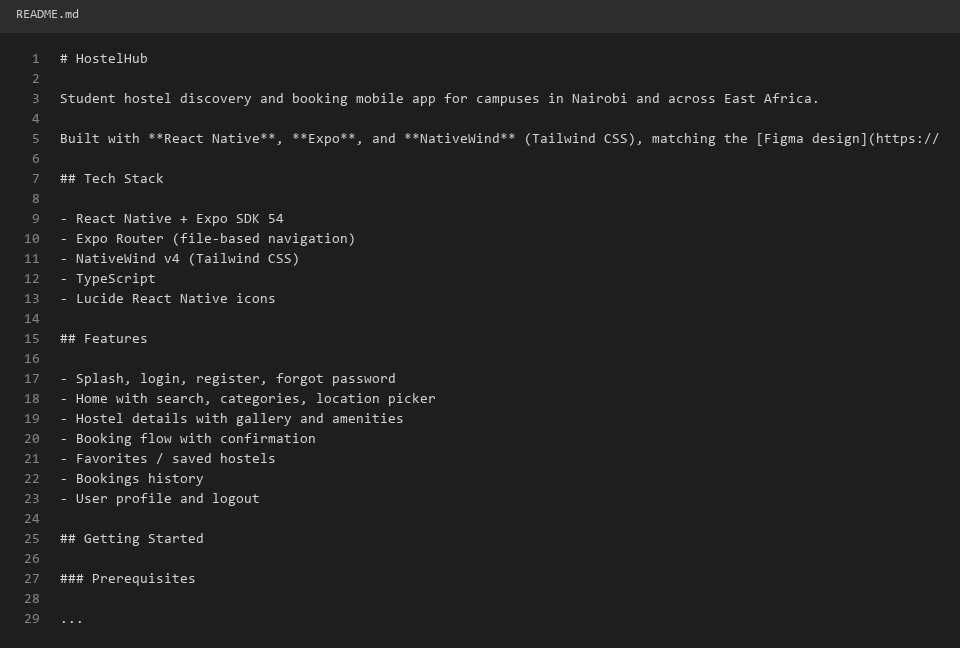 README.md
1 # HostelHub
2
3 Student hostel discovery and booking mobile app for campuses in Nairobi and across East Africa.
4
5 Built with **React Native**, **Expo**, and **NativeWind** (Tailwind CSS), matching the [Figma design](https://
6
7 ## Tech Stack
8
9 - React Native + Expo SDK 54
10 - Expo Router (file-based navigation)
11 - NativeWind v4 (Tailwind CSS)
12 - TypeScript
13 - Lucide React Native icons
14
15 ## Features
16
17 - Splash, login, register, forgot password
18 - Home with search, categories, location picker
19 - Hostel details with gallery and amenities
20 - Booking flow with confirmation
21 - Favorites / saved hostels
22 - Bookings history
23 - User profile and logout
24
25 ## Getting Started
26
27 ### Prerequisites
28
29 ...